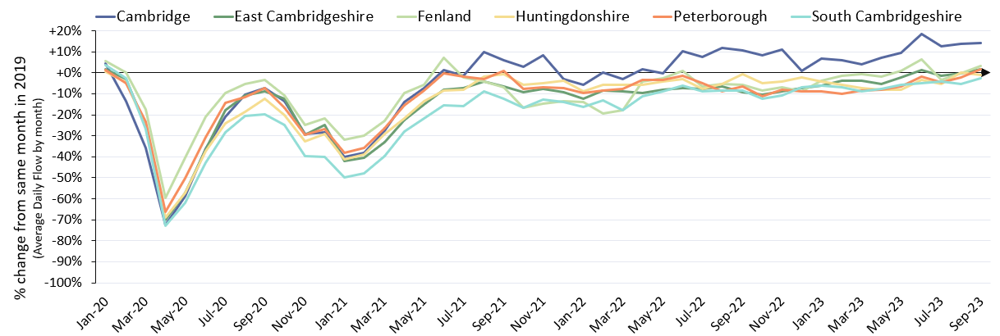 Cambridge East Cambridgeshire Fenland Huntingdonshire Peterborough South Cambridgeshire
% change from same month in 2019
(Average Daily Flow by month)
+20%
+10%
+0%
-10%
-20%
-30%
-40%
-50%
-60%
-70%
-80%
-90%
-100%
Jan-20
Mar-20
May-20
Jul-20
Sep-20
Nov-20
Jan-21
Mar-21
May-21
Jul-21
Sep-21
Nov-21
Jan-22
Mar-22
May-22
Jul-22
Sep-22
Nov-22
Jan-23
Mar-23
May-23
Jul-23
Sep-23